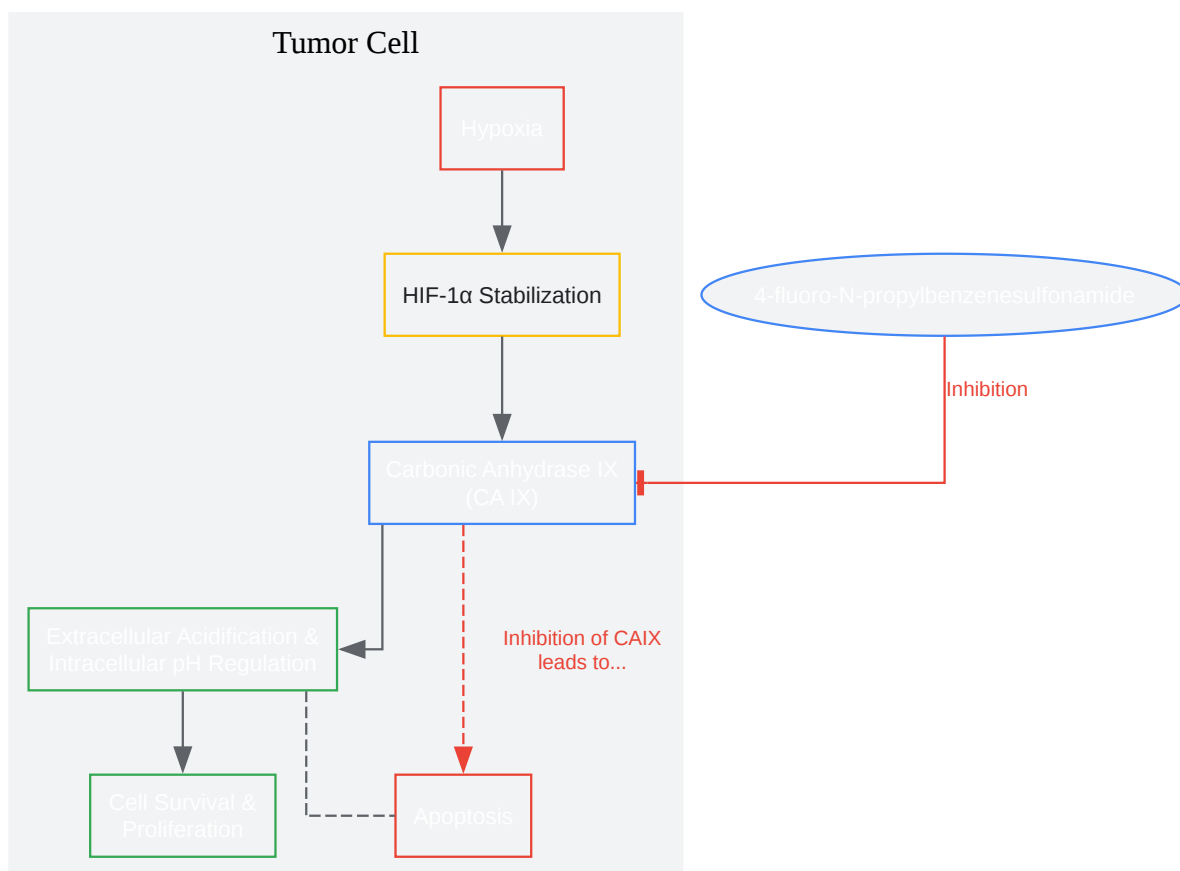 Tumor Cell
Hypoxia
HIF-1α Stabilization
4-fluoro-N-propylbenzenesulfonamide
Inhibition
Carbonic Anhydrase IX
(CA IX)
Extracellular Acidification &
Intracellular pH Regulation
Inhibition of CAIX
leads to...
Cell Survival &
Proliferation
Apoptosis